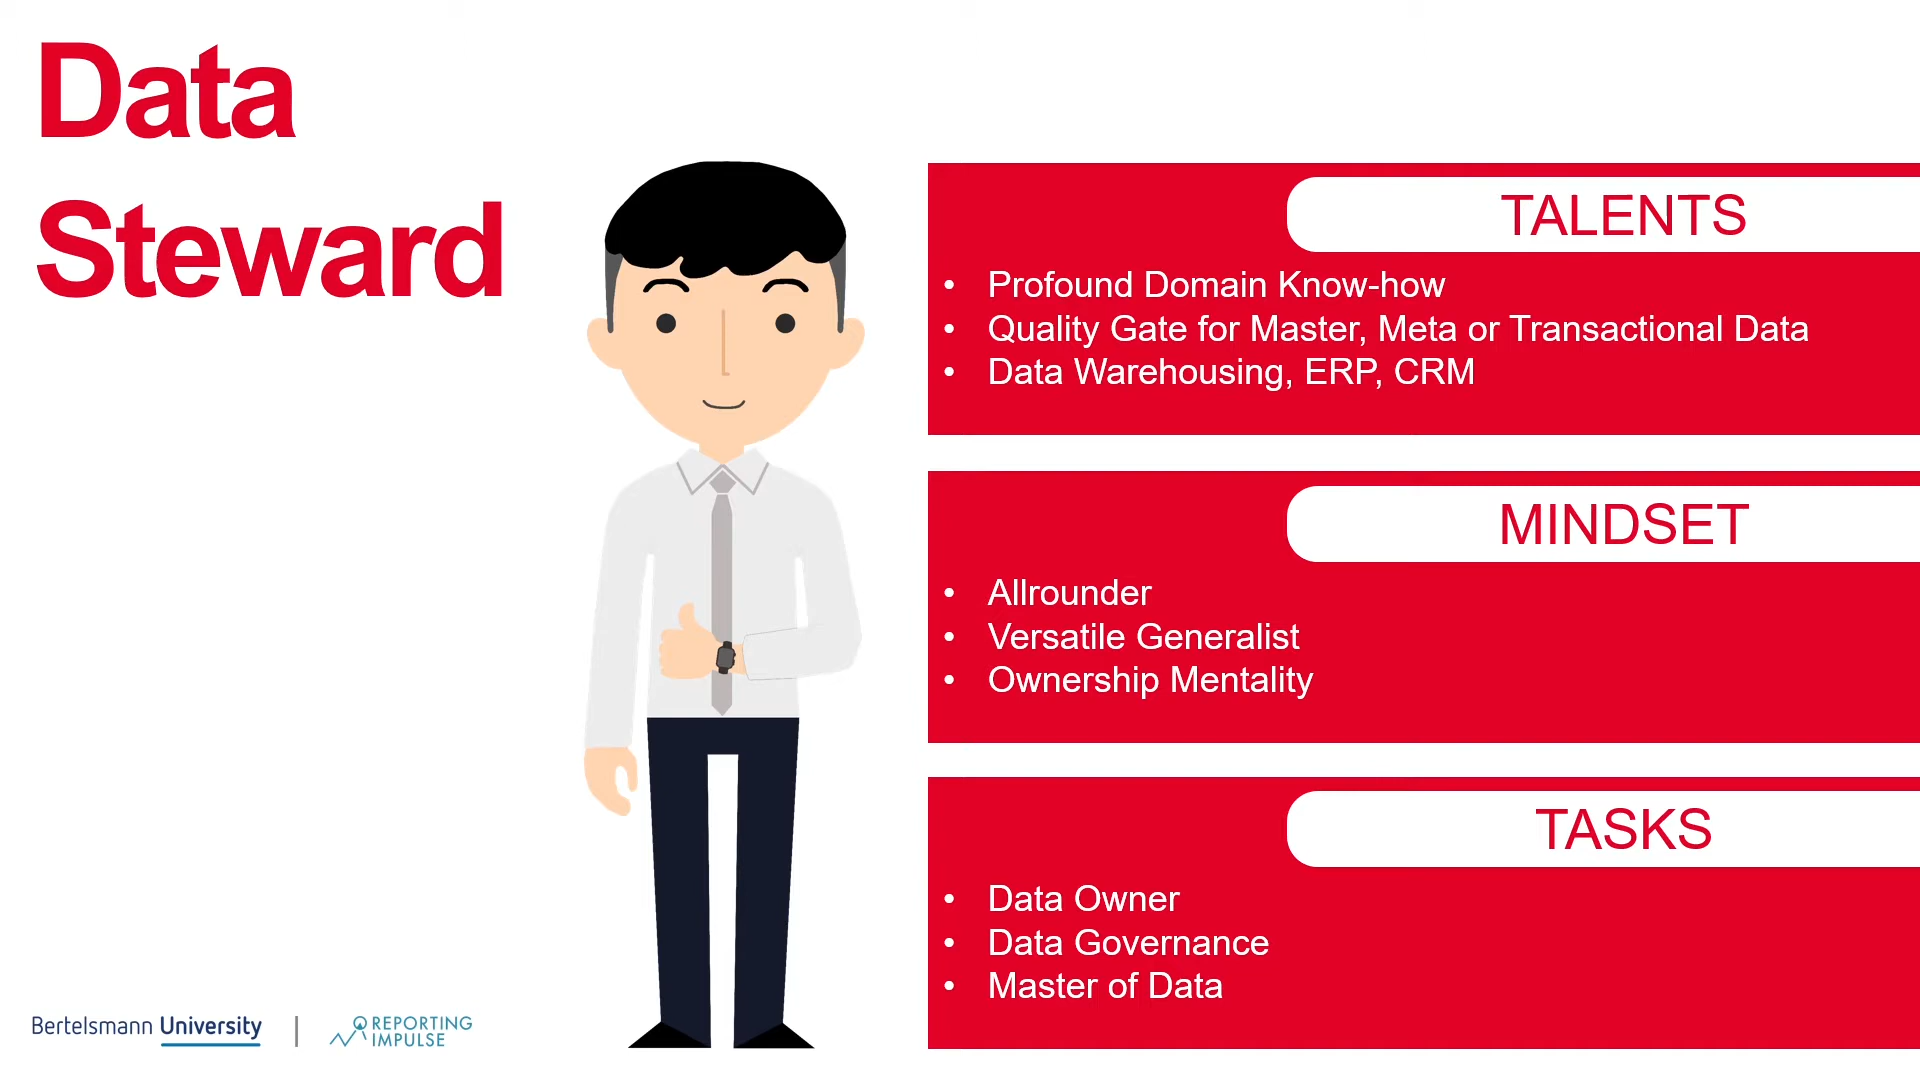 Data
Steward
TALENTS
• Profound Domain Know-how
• Quality Gate for Master, Meta or Transactional Data
• Data Warehousing, ERP, CRM
MINDSET
• Allrounder
• Versatile Generalist
• Ownership Mentality
TASKS
• Data Owner
• Data Governance
• Master of Data
Bertelsmann University
REPORTING
IMPULSE